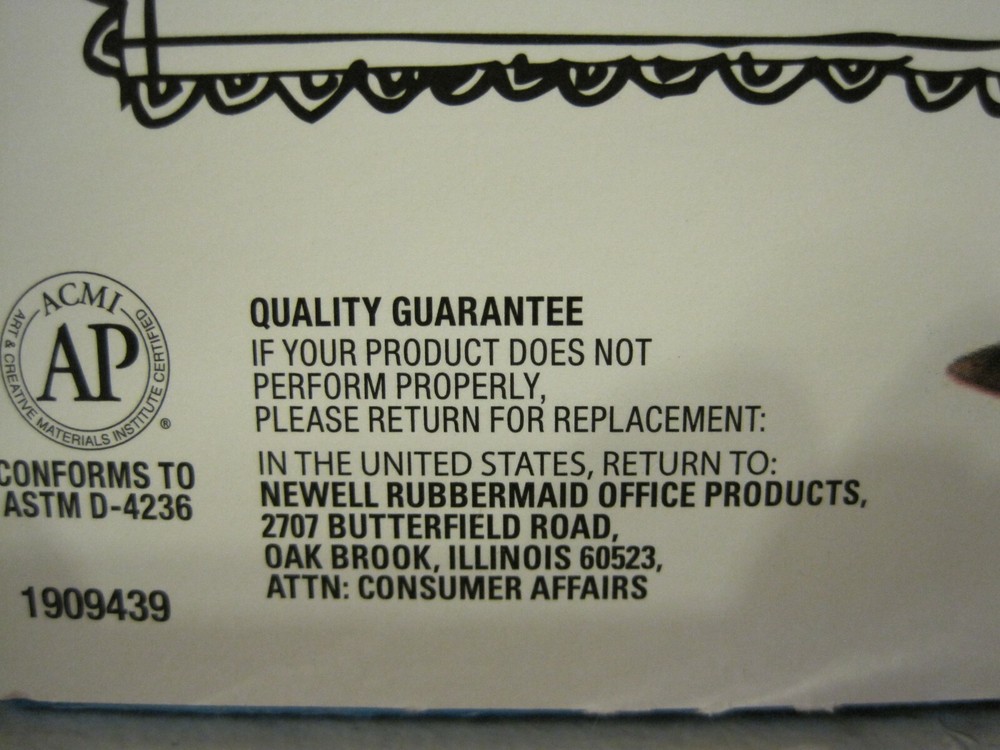 ACMI
AP
ART & CREATIVE MATERIALS INSTITUTE CERTIFIED
®
CONFORMS TO
ASTM D-4236
1909439
QUALITY GUARANTEE
IF YOUR PRODUCT DOES NOT
PERFORM PROPERLY,
PLEASE RETURN FOR REPLACEMENT:
IN THE UNITED STATES, RETURN TO:
NEWELL RUBBERMAID OFFICE PRODUCTS,
2707 BUTTERFIELD ROAD,
OAK BROOK, ILLINOIS 60523,
ATTN: CONSUMER AFFAIRS